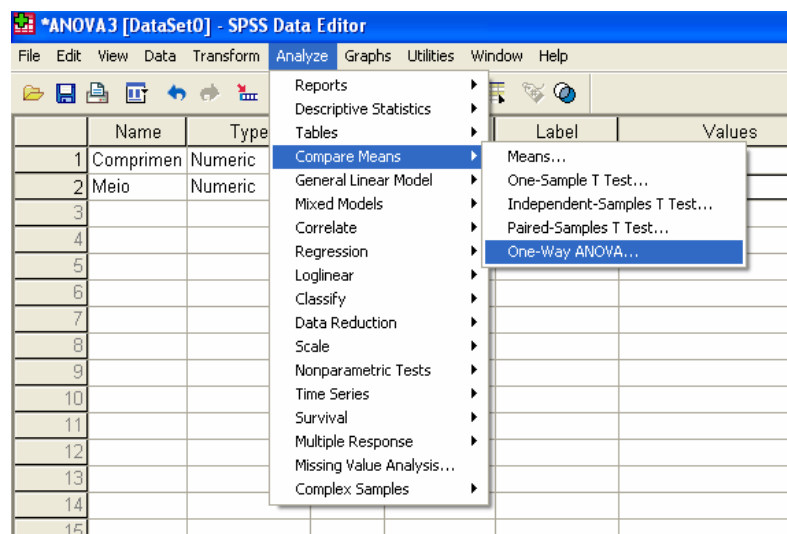 *ANOVA3 [DataSet0] - SPSS Data Editor
File Edit View Data Transform Analyze Graphs Utilities Window Help
Reports
Descriptive Statistics
Tables
Compare Means
General Linear Model
Mixed Models
Correlate
Regression
Loglinear
Classify
Data Reduction
Scale
Nonparametric Tests
Time Series
Survival
Multiple Response
Missing Value Analysis...
Complex Samples
Means...
One-Sample T Test...
Independent-Samples T Test...
Paired-Samples T Test...
One-Way ANOVA...
Name Type Label Values
1 Comprimen Numeric
2 Meio Numeric
3
4
5
6
7
8
9
10
11
12
13
14
15